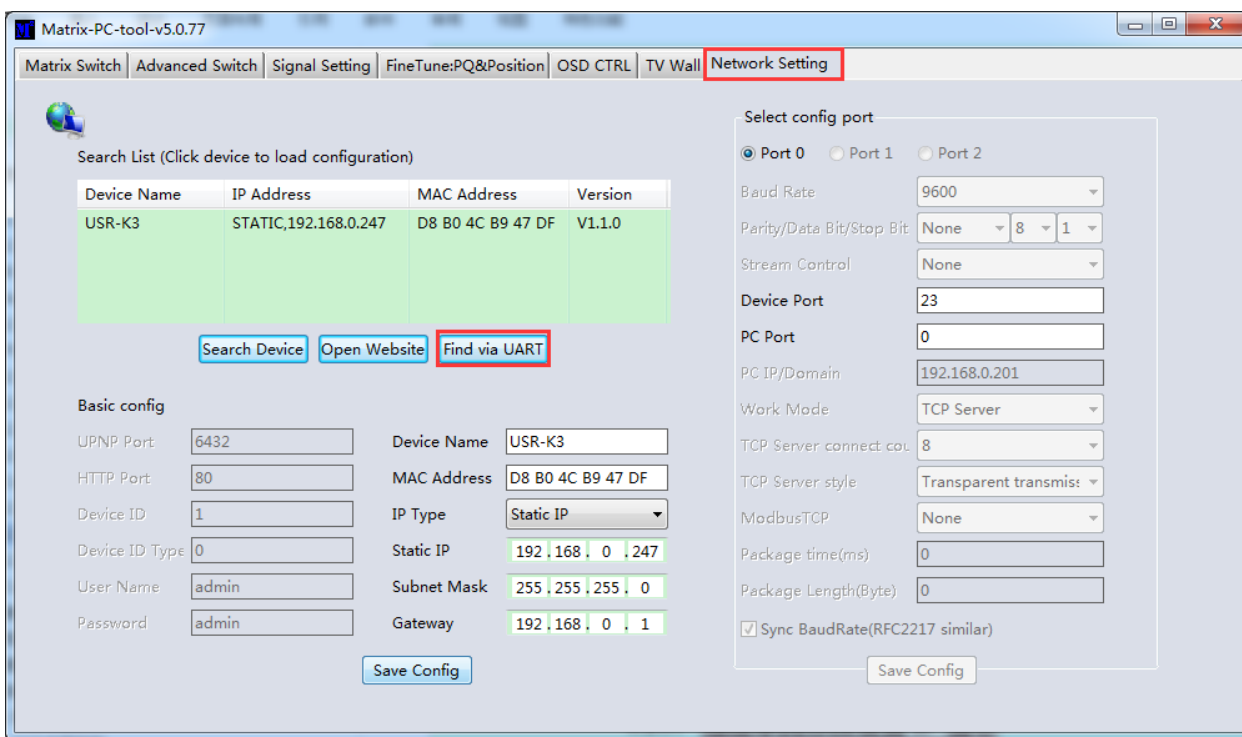 Matrix-PC-tool-v5.0.77
Matrix Switch Advanced Switch Signal Setting FineTune:PQ&Position OSD CTRL TV Wall Network Setting
Search List (Click device to load configuration)
Device Name IP Address MAC Address Version
USR-K3 STATIC,192.168.0.247 D8 B0 4C B9 47 DF V1.1.0
Search Device Open Website Find via UART
Basic config
UPNP Port 6432
HTTP Port 80
Device ID 1
Device ID Type 0
User Name admin
Password admin
Device Name USR-K3
MAC Address D8 B0 4C B9 47 DF
IP Type Static IP
Static IP 192 . 168 . 0 . 247
Subnet Mask 255 . 255 . 255 . 0
Gateway 192 . 168 . 0 . 1
Save Config
Select config port
Port 0 Port 1 Port 2
Baud Rate 9600
Parity/Data Bit/Stop Bit None 8 1
Stream Control None
Device Port 23
PC Port 0
PC IP/Domain 192.168.0.201
Work Mode TCP Server
TCP Server connect cou 8
TCP Server style Transparent transmiss
ModbusTCP None
Package time(ms) 0
Package Length(Byte) 0
Sync BaudRate(RFC2217 similar)
Save Config